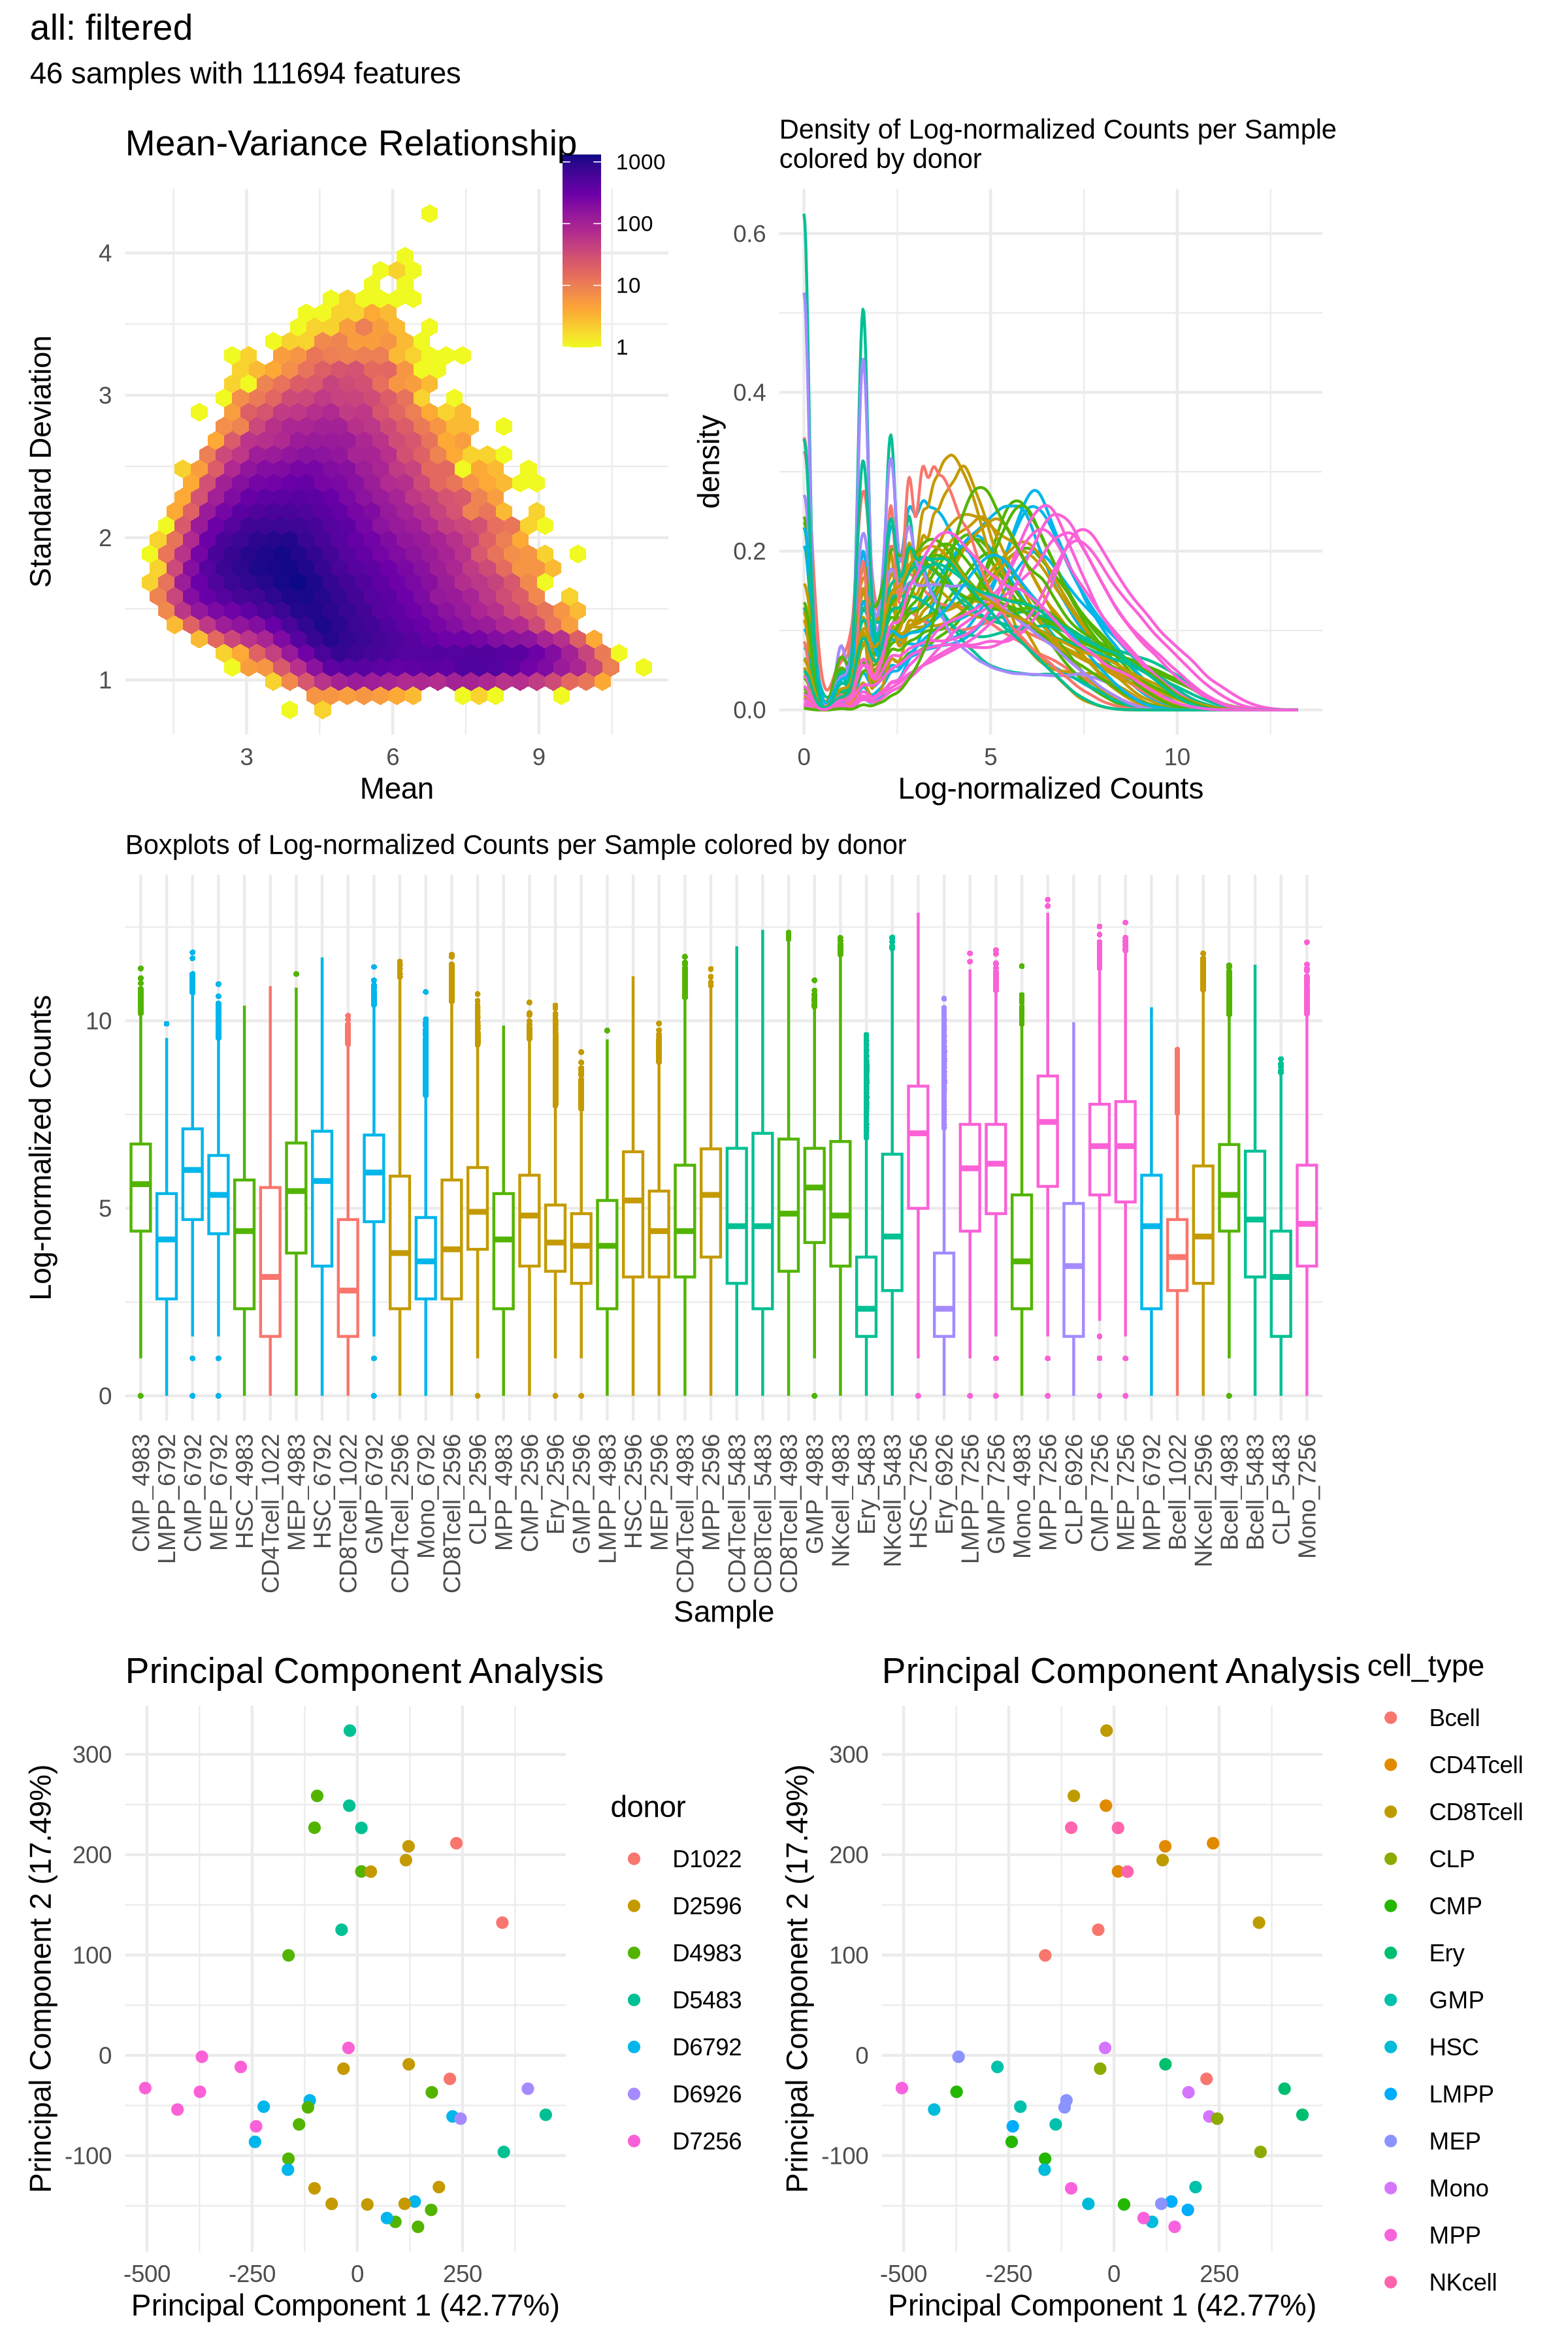 all: filtered
46 samples with 111694 features
Mean-Variance Relationship
1000
100
10
1
4
3
2
1
Standard Deviation
3 6 9
Mean
Density of Log-normalized Counts per Sample
colored by donor
0.6
0.4
0.2
0.0
density
0 5 10
Log-normalized Counts
Boxplots of Log-normalized Counts per Sample colored by donor
10
5
0
Log-normalized Counts
CMP_4983
LMPP_6792
CMP_6792
MEP_6792
HSC_4983
CD4Tcell_1022
MEP_4983
HSC_6792
CD8Tcell_1022
GMP_6792
CD4Tcell_2596
Mono_6792
CD8Tcell_2596
CLP_2596
MPP_4983
CMP_2596
Ery_2596
GMP_2596
LMPP_4983
HSC_2596
MEP_2596
CD4Tcell_4983
MPP_2596
CD4Tcell_5483
CD8Tcell_5483
CD8Tcell_4983
GMP_4983
NKcell_4983
Ery_5483
NKcell_5483
HSC_7256
Ery_6926
LMPP_7256
GMP_7256
Mono_4983
MPP_7256
CLP_6926
CMP_7256
MEP_7256
MPP_6792
Bcell_1022
NKcell_2596
Bcell_4983
Bcell_5483
CLP_5483
Mono_7256
Sample
Principal Component Analysis
300
200
100
0
-100
Principal Component 2 (17.49%)
-500 -250 0 250
Principal Component 1 (42.77%)
donor
D1022
D2596
D4983
D5483
D6792
D6926
D7256
Principal Component Analysis
300
200
100
0
-100
Principal Component 2 (17.49%)
-500 -250 0 250
Principal Component 1 (42.77%)
cell_type
Bcell
CD4Tcell
CD8Tcell
CLP
CMP
Ery
GMP
HSC
LMPP
MEP
Mono
MPP
NKcell